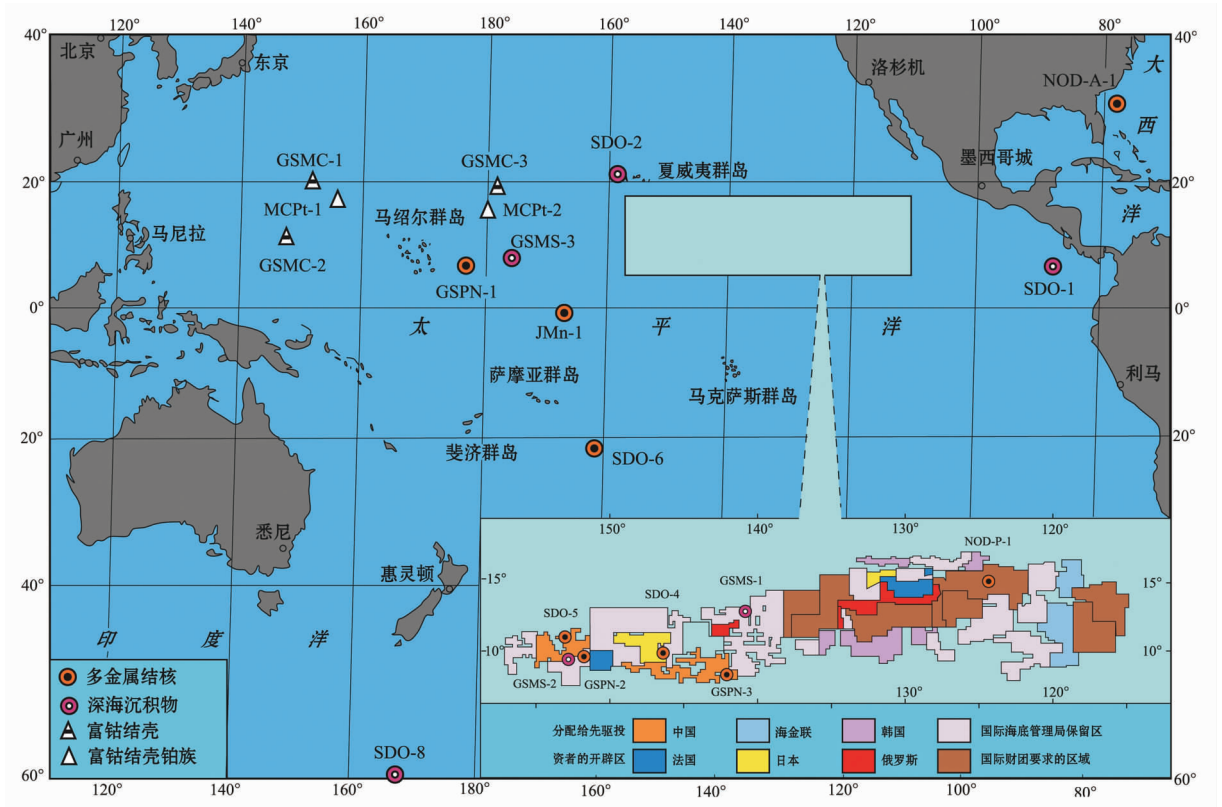 120° 140° 160° 180° 160° 140° 120° 100° 80°
40° 40°
北京
东京
洛杉机
大
NOD-A-1
西
广州
GSMC-1
GSMC-3
SDO-2
夏威夷群岛
墨西哥城
20° 20°
洋
MCPt-1
MCPt-2
马绍尔群岛
马尼拉
GSMS-3
GSMC-2
GSPN-1
SDO-1
0° 0°
太 平 洋
JMn-1
萨摩亚群岛
马克萨斯群岛
利马
20° 20°
斐济群岛
SDO-6
悉尼
惠灵顿
150° 140° 130° 120°
NOD-P-1
15° 15°
GSMS-1
SDO-4
SDO-5
10° 10°
GSMS-2
GSPN-2
GSPN-3
130° 120°
40° 40°
印 度 洋
多金属结核
深海沉积物
富钴结壳
富钴结壳铂族
SDO-8
分配给先驱投 中国 海金联 韩国 国际海底管理局保留区
资者的开辟区 法国 日本 俄罗斯 国际财团要求的区域
60° 60°
120° 140° 160° 180° 160° 140° 120° 100° 80°